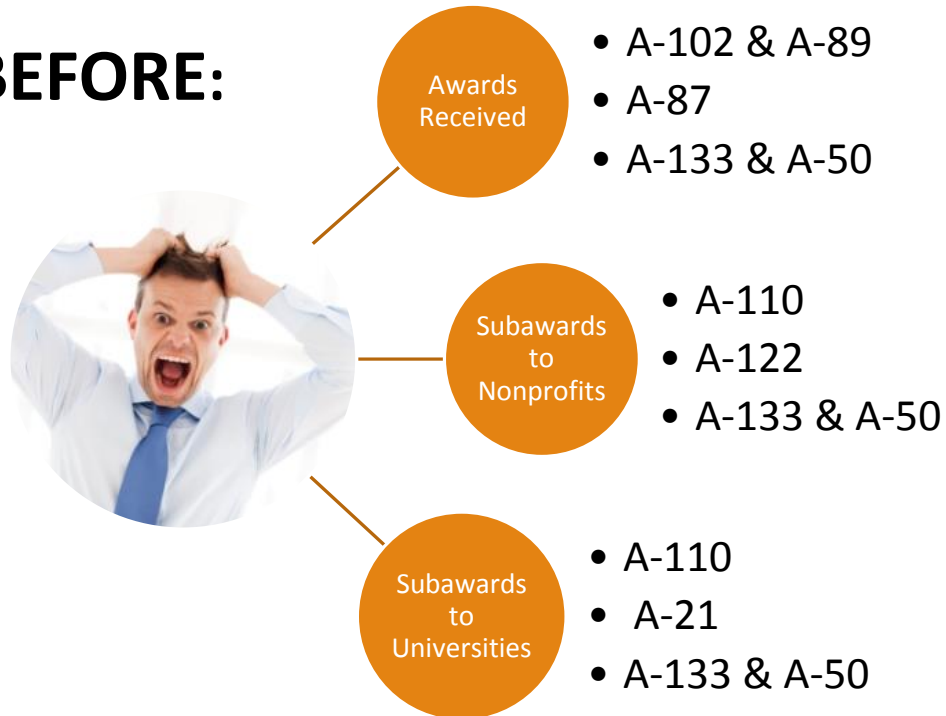 BEFORE:
Awards
Received
• A-102 & A-89
• A-87
• A-133 & A-50
Subawards
to
Nonprofits
• A-110
• A-122
• A-133 & A-50
Subawards
to
Universities
• A-110
• A-21
• A-133 & A-50